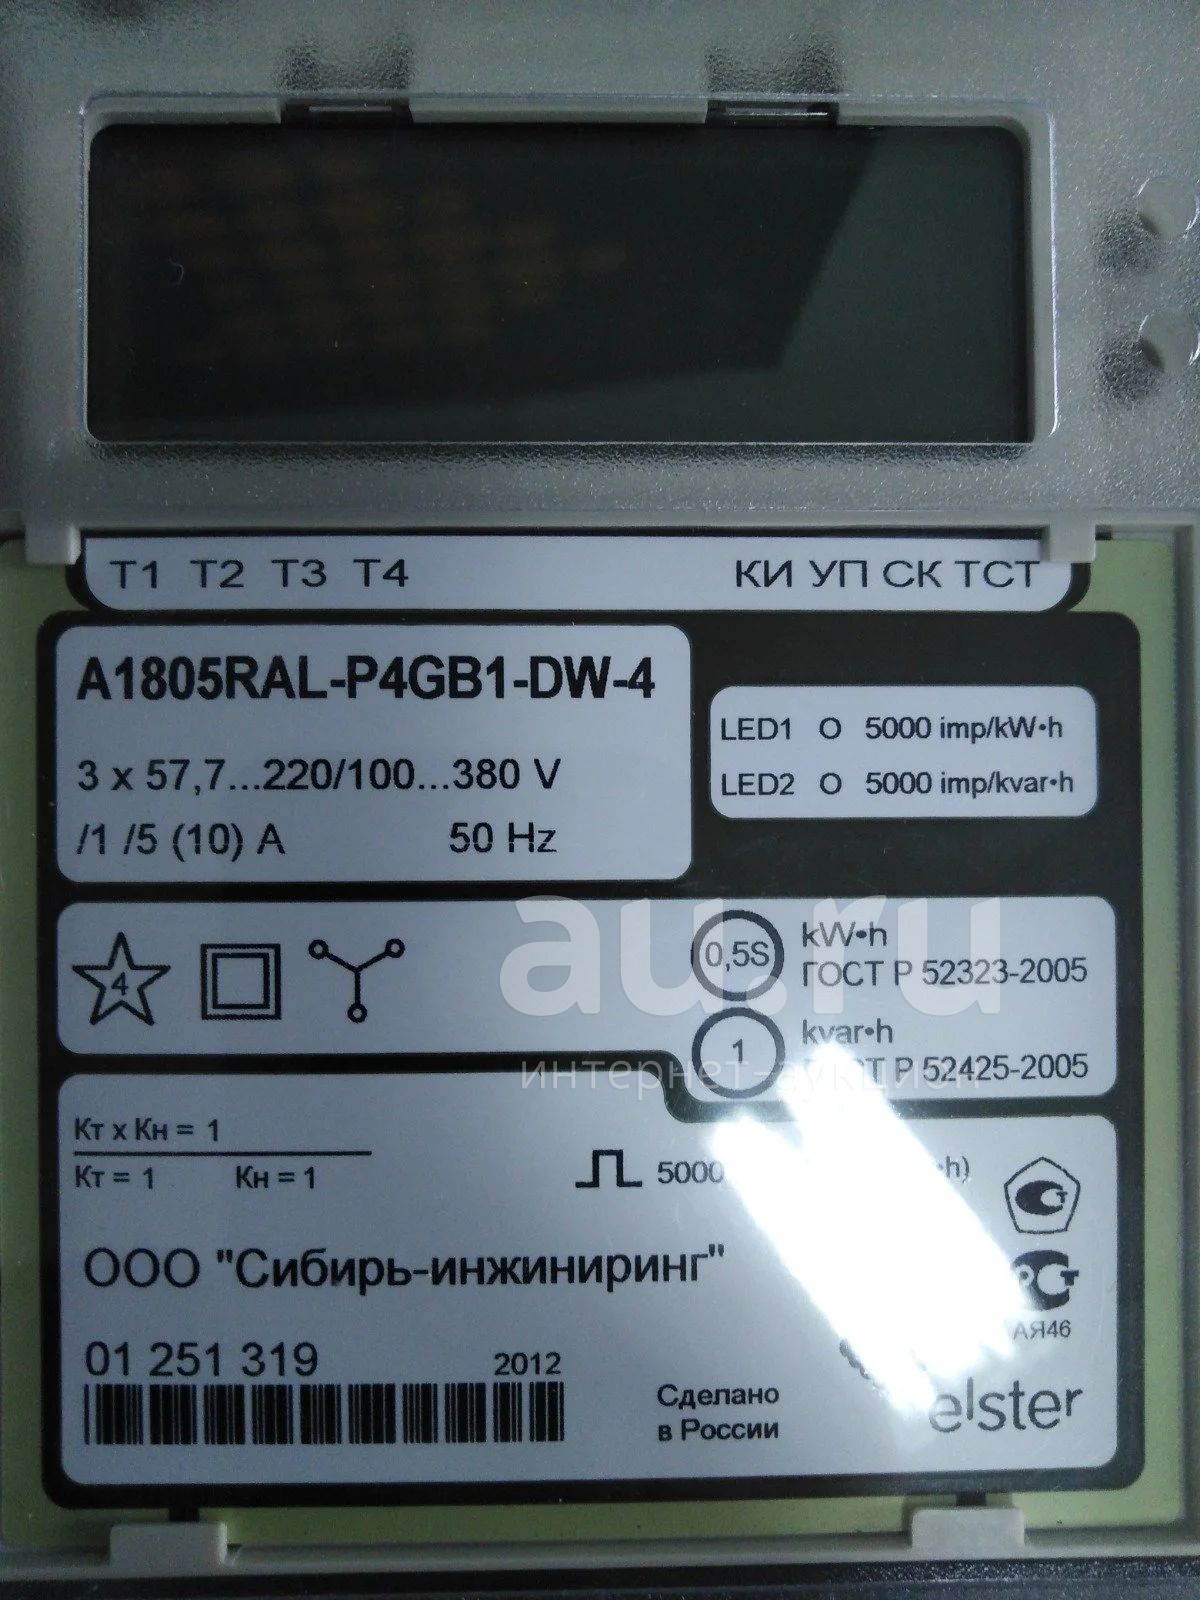 T1 T2 T3 T4 КИ УП СК ТСТ
A1805RAL-P4GB1-DW-4
3 x 57,7...220/100...380 V
/1 /5 (10) A 50 Hz
LED1 O 5000 imp/kW•h
LED2 O 5000 imp/kvar•h
4
0,5S kW•h
ГОСТ Р 52323-2005
1 kvar•h
Р 52425-2005
au.ru
интернет-аукцион
Кт x Кн = 1
Кт = 1 Кн = 1
5000 •h)
ООО "Сибирь-инжиниринг"
АЯ46
01 251 319 2012
Сделано
в России
elster